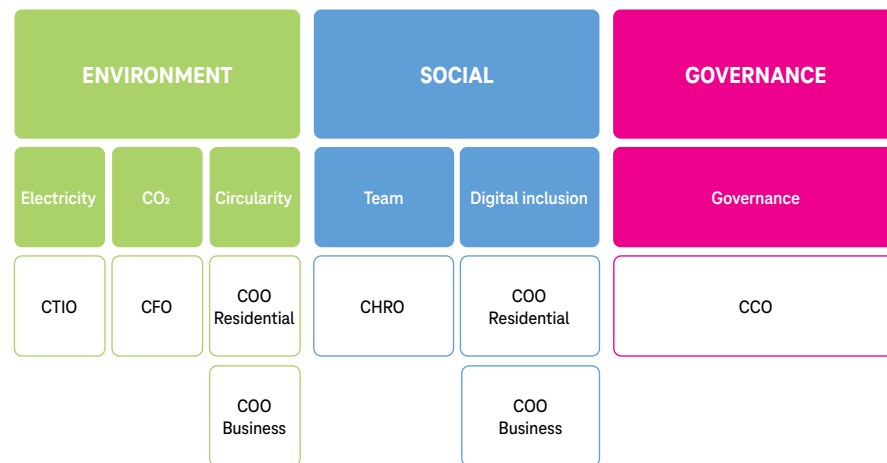 ENVIRONMENT
SOCIAL
GOVERNANCE
Electricity
CO₂
Circularity
Team
Digital inclusion
Governance
CTIO
CFO
COO
Residential
CHRO
COO
Residential
CCO
COO
Business
COO
Business